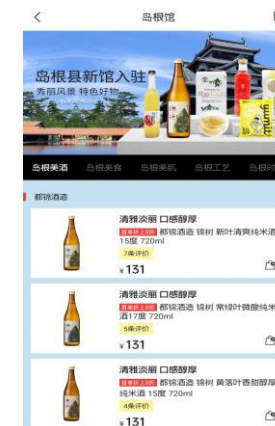 岛根馆
岛根县新馆入驻
秀丽风景 特色好物
岛根美酒 岛根美食 岛根美肌 岛根工艺 岛根时
都锦酒造
清雅淡丽 口感醇厚
都锦酒造 锦树 新叶清爽纯米酒
15度 720ml
7条评价
¥131
清雅淡丽 口感醇厚
都锦酒造 锦树 常绿叶微酸纯米
酒17度 720ml
5条评价
¥131
清雅淡丽 口感醇厚
都锦酒造 锦树 黄落叶香甜醇厚
纯米酒 15度 720ml
4条评价
¥131